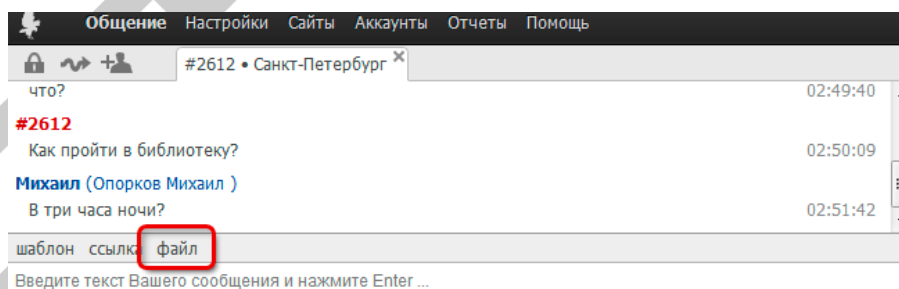 Общение Настройки Сайты Аккаунты Отчеты Помощь
#2612 • Санкт-Петербург
что? 02:49:40
#2612
Как пройти в библиотеку? 02:50:09
Михаил (Опорков Михаил )
В три часа ночи? 02:51:42
шаблон ссылка файл
Введите текст Вашего сообщения и нажмите Enter ...